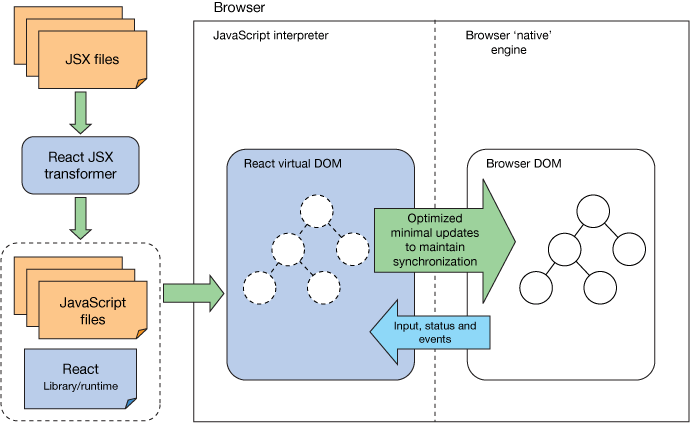 Browser
JSX files
JavaScript interpreter
Browser ‘native’
engine
React JSX
transformer
React virtual DOM
Browser DOM
Optimized
minimal updates
to maintain
synchronization
JavaScript
files
Input, status and
events
React
Library/runtime